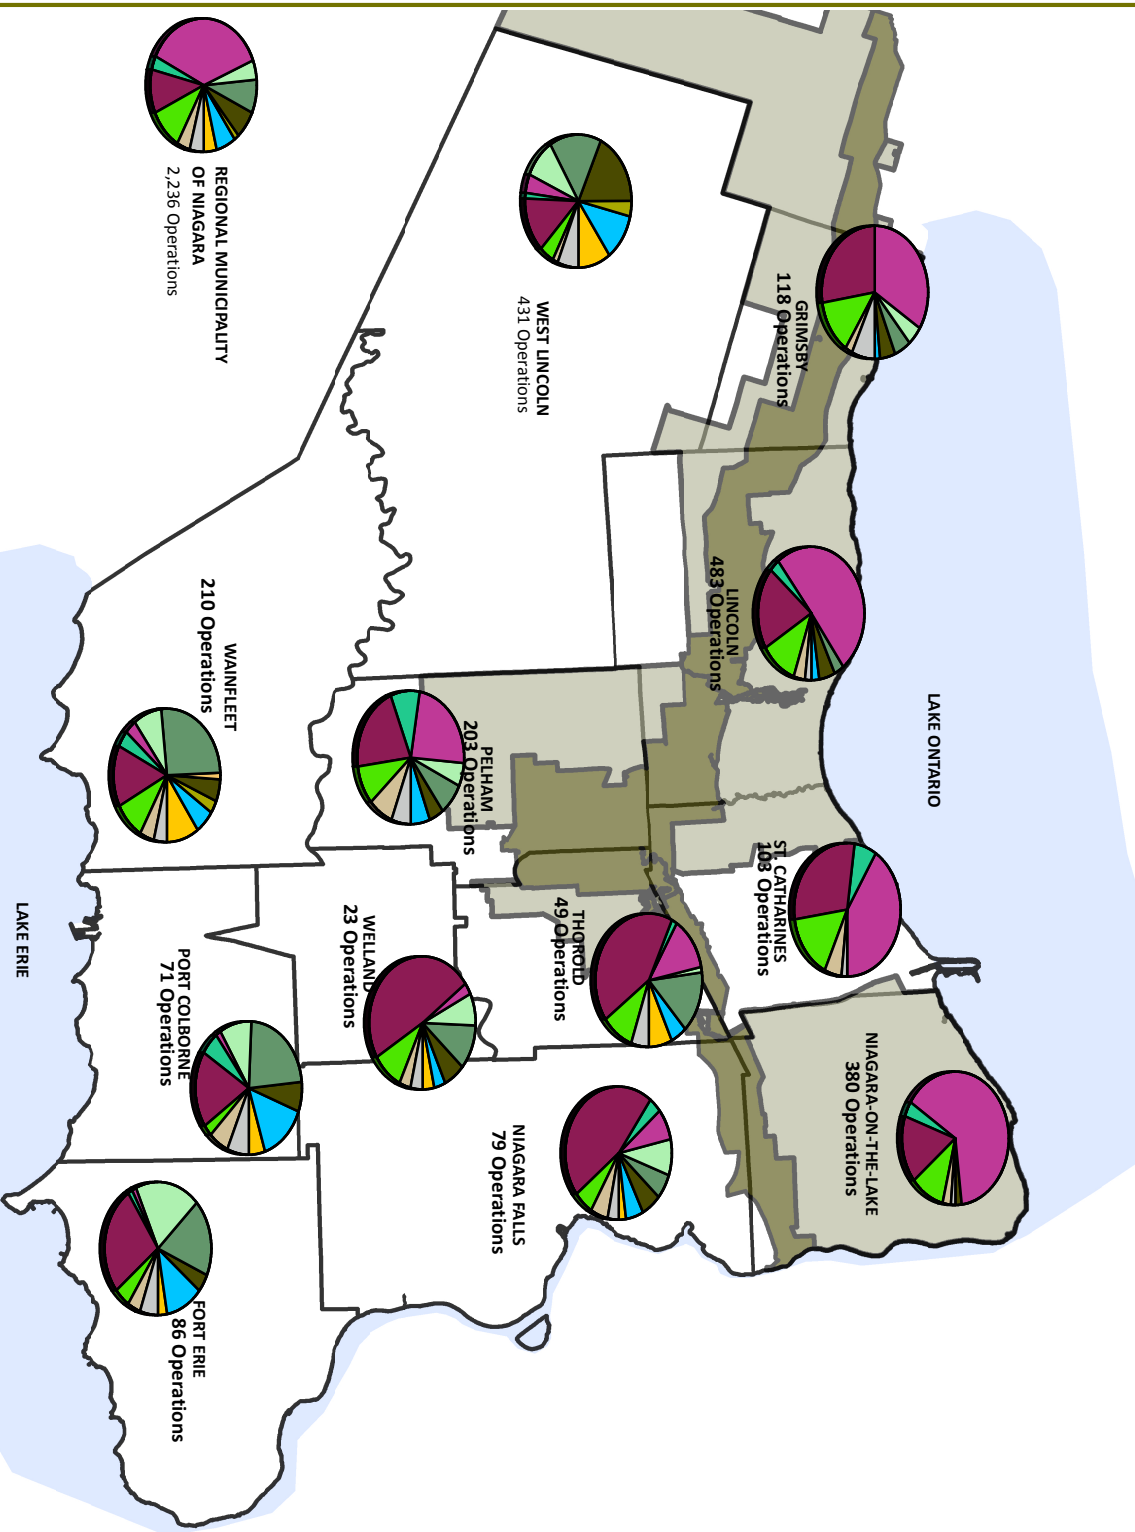 LAKE ONTARIO
NIAGARA-ON-THE-LAKE
380 Operations
GRIMSBY
118 Operations
ST. CATHARINES
103 Operations
LINCOLN
483 Operations
THOROLD
49 Operations
WEST LINCOLN
431 Operations
NIAGARA FALLS
79 Operations
PELHAM
203 Operations
WELLAND
23 Operations
REGIONAL MUNICIPALITY
OF NIAGARA
2,236 Operations
WAINFLEET
210 Operations
FORT ERIE
86 Operations
PORT COLBORNE
71 Operations
LAKE ERIE